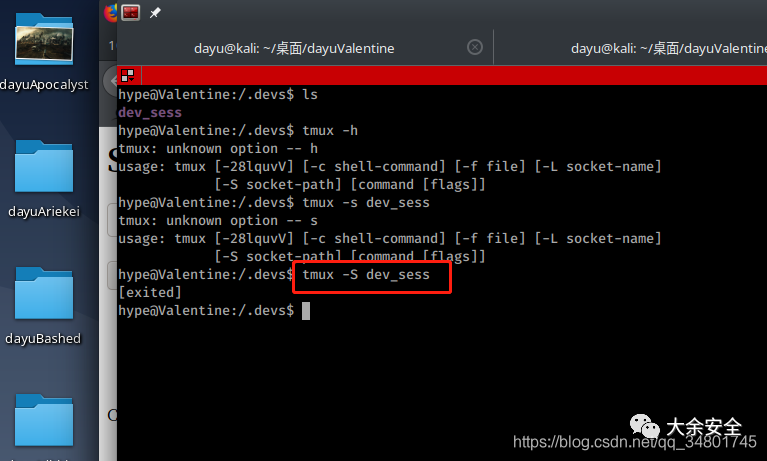 dayu@kali: ~/桌面/dayuValentine
dayu@kali: ~/桌面/dayuValentine
dayuApocalyst
dayuAriekei
dayuBashed
hype@Valentine:/.devs$ ls
dev_sess
hype@Valentine:/.devs$ tmux -h
tmux: unknown option -- h
usage: tmux [-28lquvV] [-c shell-command] [-f file] [-L socket-name]
[-S socket-path] [command [flags]]
hype@Valentine:/.devs$ tmux -s dev_sess
tmux: unknown option -- s
usage: tmux [-28lquvV] [-c shell-command] [-f file] [-L socket-name]
[-S socket-path] [command [flags]]
hype@Valentine:/.devs$ tmux -S dev_sess
[exited]
hype@Valentine:/.devs$
大余安全
https://blog.csdn.net/qq_34801745